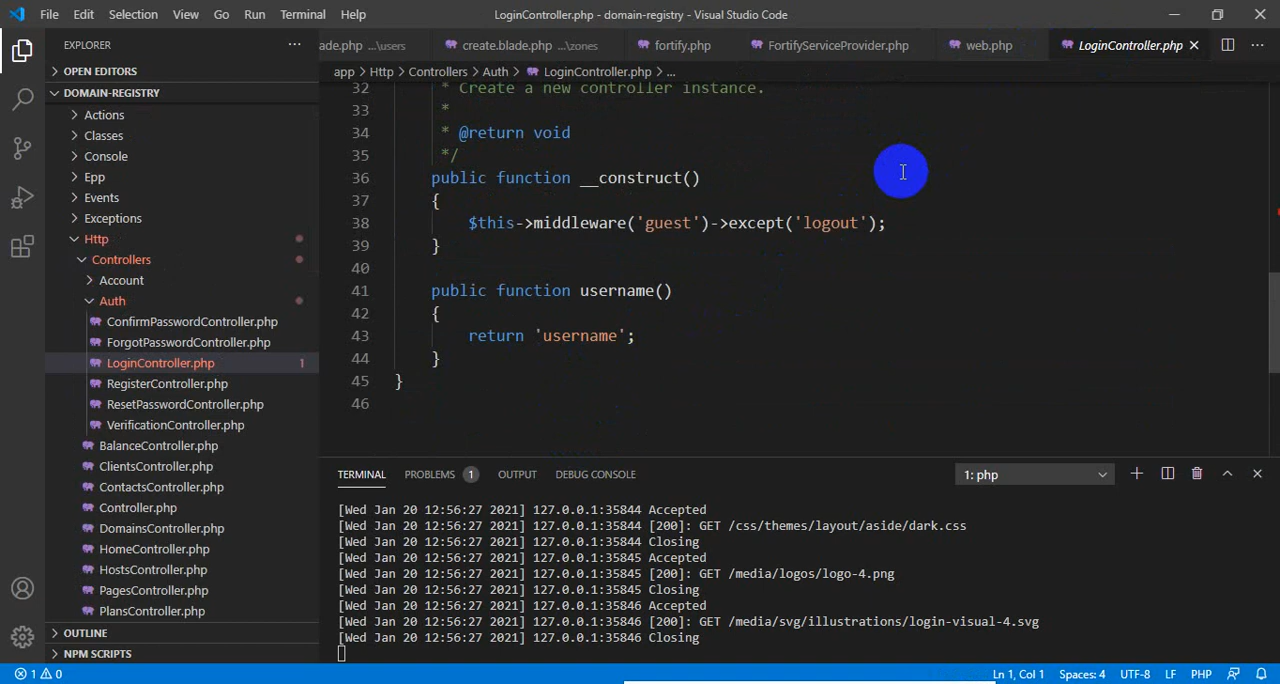 File Edit Selection View Go Run Terminal Help LoginController.php - domain-registry - Visual Studio Code
EXPLORER
ade.php ...\users create.blade.php ...\zones fortify.php FortifyServiceProvider.php web.php LoginController.php
OPEN EDITORS
app > Http > Controllers > Auth > LoginController.php > ...
DOMAIN-REGISTRY
Actions
Classes
Console
Epp
Events
Exceptions
Http
Controllers
Account
Auth
ConfirmPasswordController.php
ForgotPasswordController.php
LoginController.php 1
RegisterController.php
ResetPasswordController.php
VerificationController.php
BalanceController.php
ClientsController.php
ContactsController.php
Controller.php
DomainsController.php
HomeController.php
HostsController.php
PagesController.php
PlansController.php
OUTLINE
NPM SCRIPTS
32 * Create a new controller instance.
33 *
34 * @return void
35 */
36 public function __construct()
37 {
38 $this->middleware('guest')->except('logout');
39 }
40
41 public function username()
42 {
43 return 'username';
44 }
45 }
46
TERMINAL PROBLEMS 1 OUTPUT DEBUG CONSOLE 1: php
[Wed Jan 20 12:56:27 2021] 127.0.0.1:35844 Accepted
[Wed Jan 20 12:56:27 2021] 127.0.0.1:35844 [200]: GET /css/themes/layout/aside/dark.css
[Wed Jan 20 12:56:27 2021] 127.0.0.1:35844 Closing
[Wed Jan 20 12:56:27 2021] 127.0.0.1:35845 Accepted
[Wed Jan 20 12:56:27 2021] 127.0.0.1:35845 [200]: GET /media/logos/logo-4.png
[Wed Jan 20 12:56:27 2021] 127.0.0.1:35845 Closing
[Wed Jan 20 12:56:27 2021] 127.0.0.1:35846 Accepted
[Wed Jan 20 12:56:27 2021] 127.0.0.1:35846 [200]: GET /media/svg/illustrations/login-visual-4.svg
[Wed Jan 20 12:56:27 2021] 127.0.0.1:35846 Closing
1 0 Ln 1, Col 1 Spaces: 4 UTF-8 LF PHP